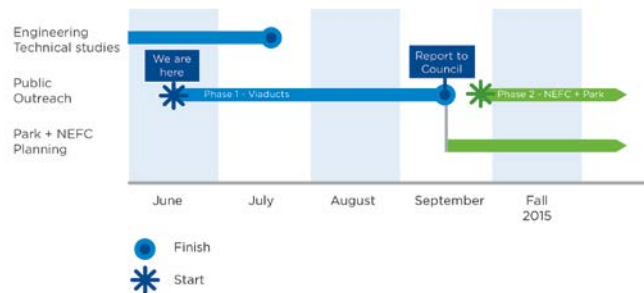 Engineering
Technical studies
We are
here
Report to
Council
Public
Outreach
Phase 1 - Viaducts
Phase 2 - NEFC + Park
Park + NEFC
Planning
June
July
August
September
Fall
2015
Finish
Start